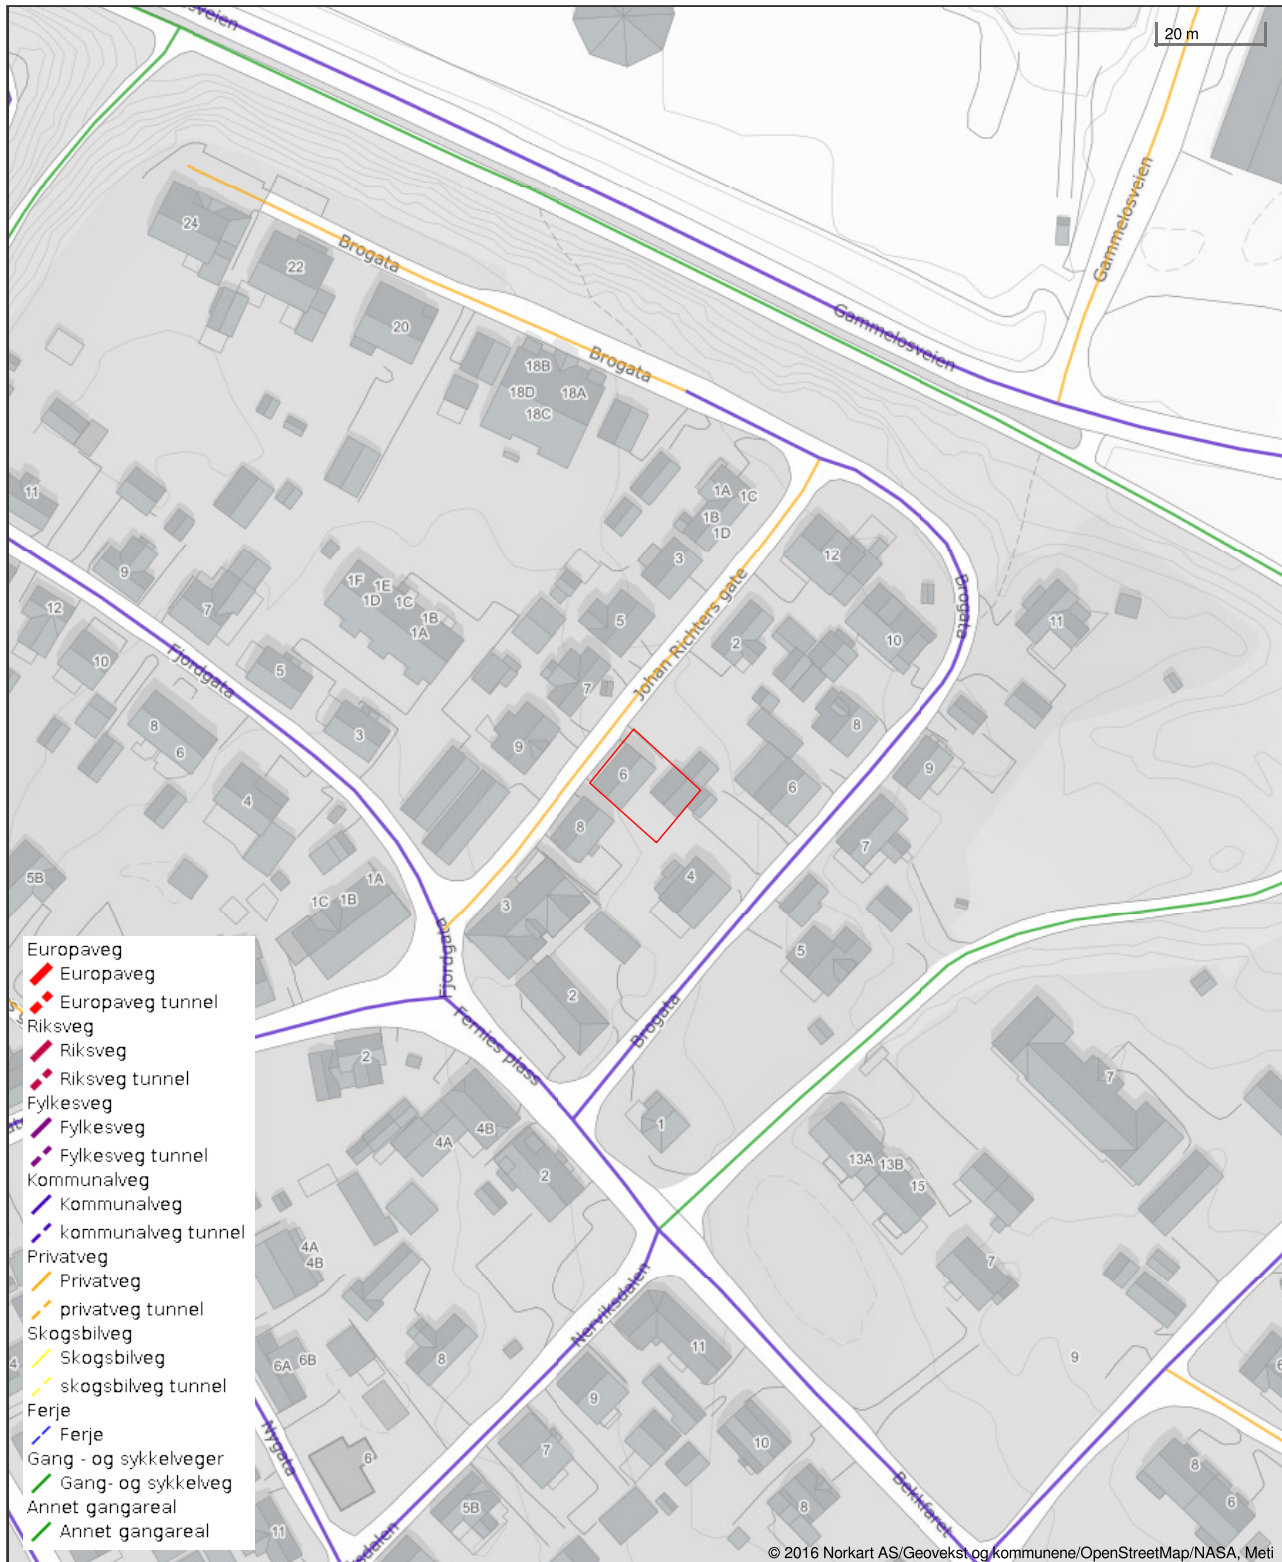 20 m
Gammelosveien
24
Brogata
22
20
Gammelosveien
Brogata
18B
18D
18A
18C
11
1A
1C
1B
1D
12
3
9
1F
1E
1D
1C
1B
1A
Johan Richters gate
Brogata
12
7
5
2
10
11
10
Fjordgata
5
7
8
6
3
9
8
9
6
6
4
8
7
5B
1A
1C
1B
3
4
Fjordgata
5
2
Brogata
Fernies plass
2
7
1
4A
4B
2
13A
13B
15
4A
4B
7
Nerviksdalen
11
6A
6B
8
9
9
Nygata
7
10
6
5B
8
Bekkfaret
8
6
11
Europaveg
Europaveg
Europaveg tunnel
Riksveg
Riksveg
Riksveg tunnel
Fylkesveg
Fylkesveg
Fylkesveg tunnel
Kommunalveg
Kommunalveg
kommunalveg tunnel
Privatveg
Privatveg
privatveg tunnel
Skogsbilveg
Skogsbilveg
skogsbilveg tunnel
Ferje
Ferje
Gang - og sykkelveger
Gang- og sykkelveg
Annet gangareal
Annet gangareal
© 2016 Norkart AS/Geovekst og kommunene/OpenStreetMap/NASA, Meti